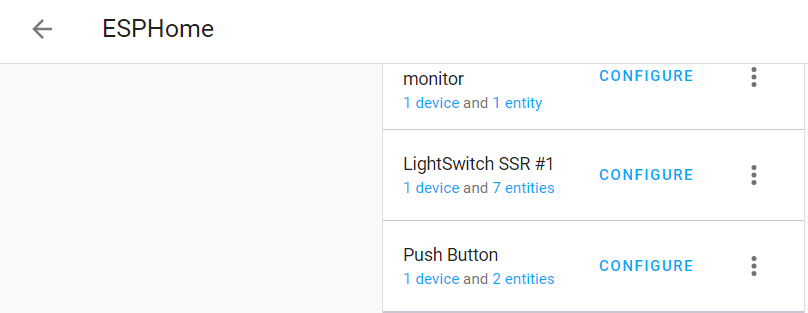 ESPHome
monitor
CONFIGURE
1 device and 1 entity
LightSwitch SSR #1
CONFIGURE
1 device and 7 entities
Push Button
CONFIGURE
1 device and 2 entities